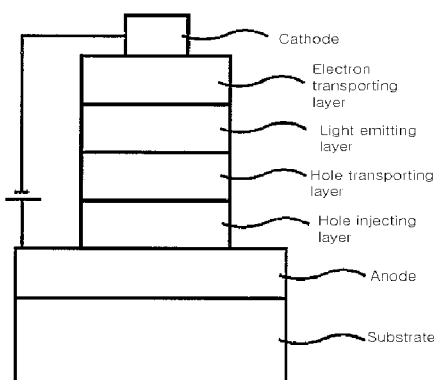 Cathode
Electron
transporting
layer
Light emitting
layer
Hole transporting
layer
Hole injecting
layer
Anode
Substrate